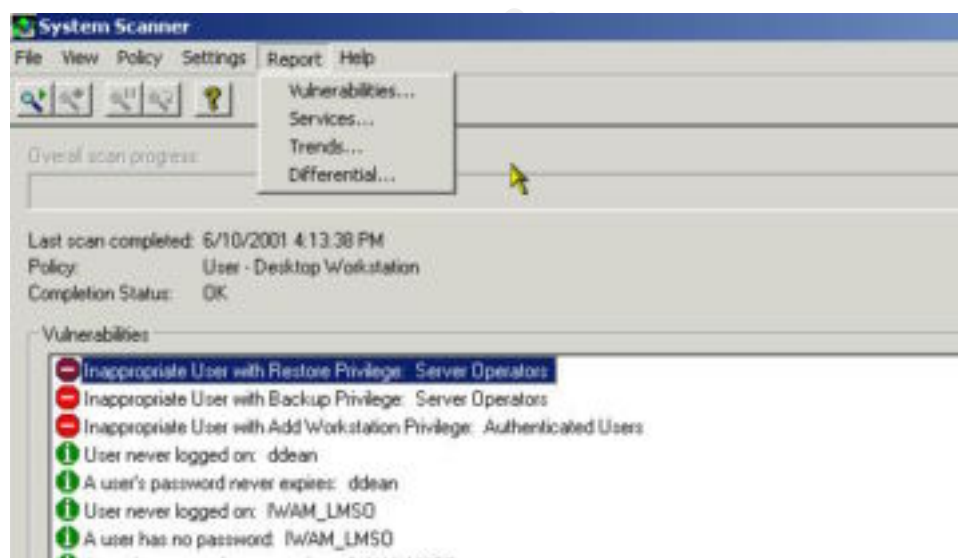 System Scanner
File View Policy Settings Report Help
Vulnerabilities...
Services...
Trends...
Differential...
Overall scan progress:
Last scan completed: 6/10/2001 4:13:38 PM
Policy: User - Desktop Workstation
Completion Status: OK
Vulnerabilities
Inappropriate User with Restore Privilege: Server Operators
Inappropriate User with Backup Privilege: Server Operators
Inappropriate User with Add Workstation Privilege: Authenticated Users
User never logged on: ddean
A user's password never expires: ddean
User never logged on: IWAM_LMSO
A user has no password: IWAM_LMSO